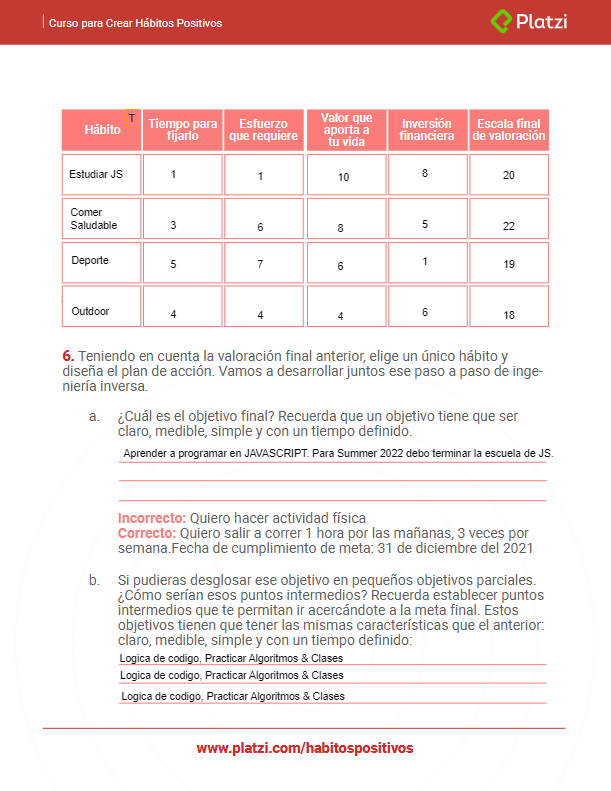 Curso para Crear Hábitos Positivos
Platzi
Hábito T
Tiempo para fijarlo
Esfuerzo que requiere
Valor que aporta a tu vida
Inversión financiera
Escala final de valoración
Estudiar JS 1 1 10 8 20
Comer Saludable 3 6 8 5 22
Deporte 5 7 6 1 19
Outdoor 4 4 4 6 18
6. Teniendo en cuenta la valoración final anterior, elige un único hábito y
diseña el plan de acción. Vamos a desarrollar juntos ese paso a paso de inge-
niería inversa.
a. ¿Cuál es el objetivo final? Recuerda que un objetivo tiene que ser
claro, medible, simple y con un tiempo definido.
Aprender a programar en JAVASCRIPT. Para Summer 2022 debo terminar la escuela de JS.
Incorrecto: Quiero hacer actividad física
Correcto: Quiero salir a correr 1 hora por las mañanas, 3 veces por
semana.Fecha de cumplimiento de meta: 31 de diciembre del 2021
b. Si pudieras desglosar ese objetivo en pequeños objetivos parciales.
¿Cómo serían esos puntos intermedios? Recuerda establecer puntos
intermedios que te permitan ir acercándote a la meta final. Estos
objetivos tienen que tener las mismas características que el anterior:
claro, medible, simple y con un tiempo definido:
Logica de codigo, Practicar Algoritmos & Clases
Logica de codigo, Practicar Algoritmos & Clases
Logica de codigo, Practicar Algoritmos & Clases
www.platzi.com/habitospositivos